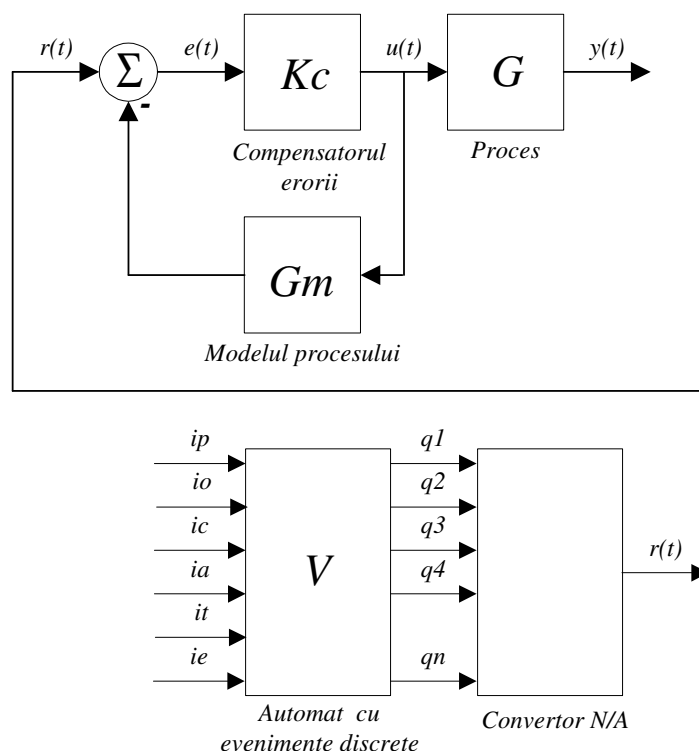 r(t) e(t) u(t) y(t)
Σ Kc G
-
Compensatorul
erorii
Proces
Gm
Modelul procesului
ip q1
io q2
ic q3
ia V q4 r(t)
it
ie qn
Automat cu
evenimente discrete
Convertor N/A